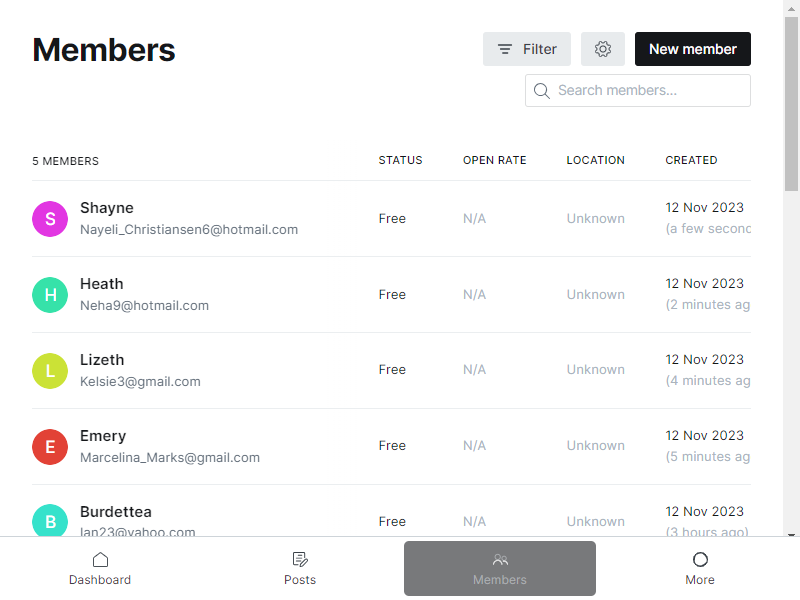 Members
Filter
New member
Search members...
5 MEMBERS STATUS OPEN RATE LOCATION CREATED
S Shayne Free N/A Unknown 12 Nov 2023
Nayeli_Christiansen6@hotmail.com (a few second
H Heath Free N/A Unknown 12 Nov 2023
Neha9@hotmail.com (2 minutes ag
L Lizeth Free N/A Unknown 12 Nov 2023
Kelsie3@gmail.com (4 minutes ag
E Emery Free N/A Unknown 12 Nov 2023
Marcelina_Marks@gmail.com (5 minutes ag
B Burdettea Free N/A Unknown 12 Nov 2023
Ian23@yahoo.com (3 hours ago)
Dashboard Posts Members More